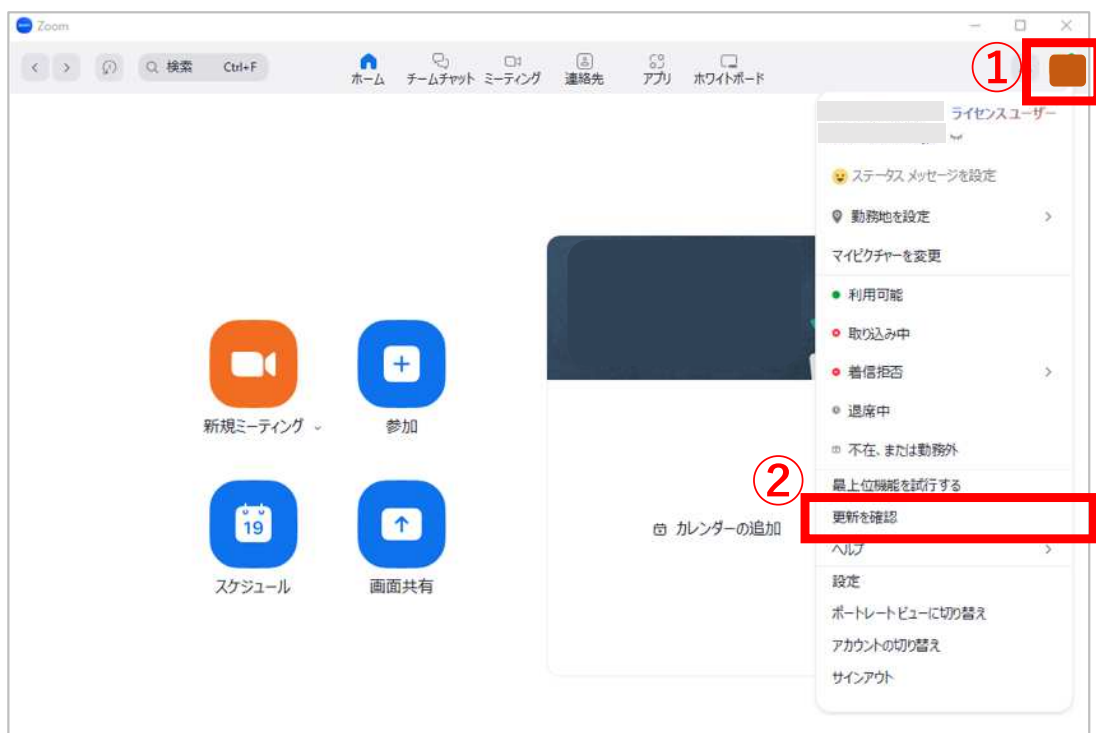 Zoom
検索 Ctrl+F
ホーム チームチャット ミーティング 連絡先 アプリ ホワイトボード
①
ライセンスユーザー
ステータス メッセージを設定
勤務地を設定
マイピクチャーを変更
利用可能
取り込み中
着信拒否
退席中
不在、または勤務外
②
最上位機能を試行する
更新を確認
ヘルプ
設定
ポートレートビューに切り替え
アカウントの切り替え
サインアウト
新規ミーティング 参加
19
スケジュール 画面共有
カレンダーの追加